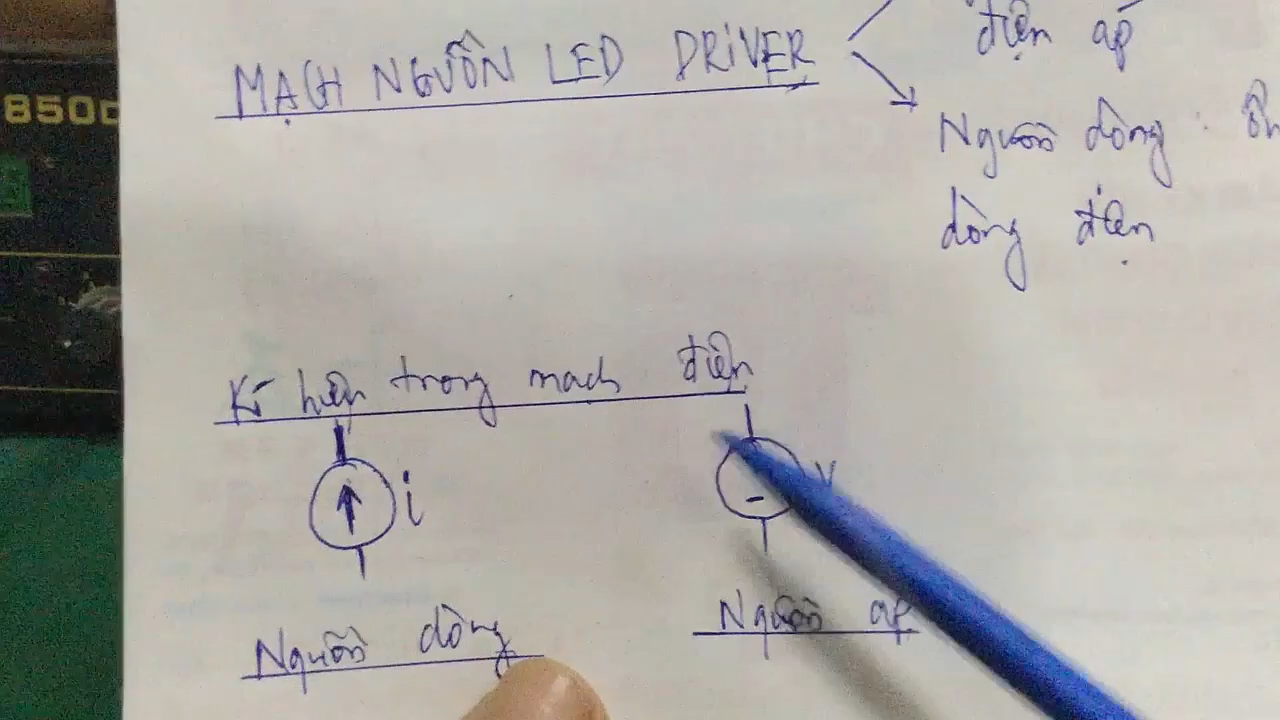 850
MẠCH NGUỒN LED DRIVER
điện áp
Nguồn dòng : ổn
dòng điện
Kí hiệu trong mạch điện
i
V
Nguồn dòng
Nguồn áp